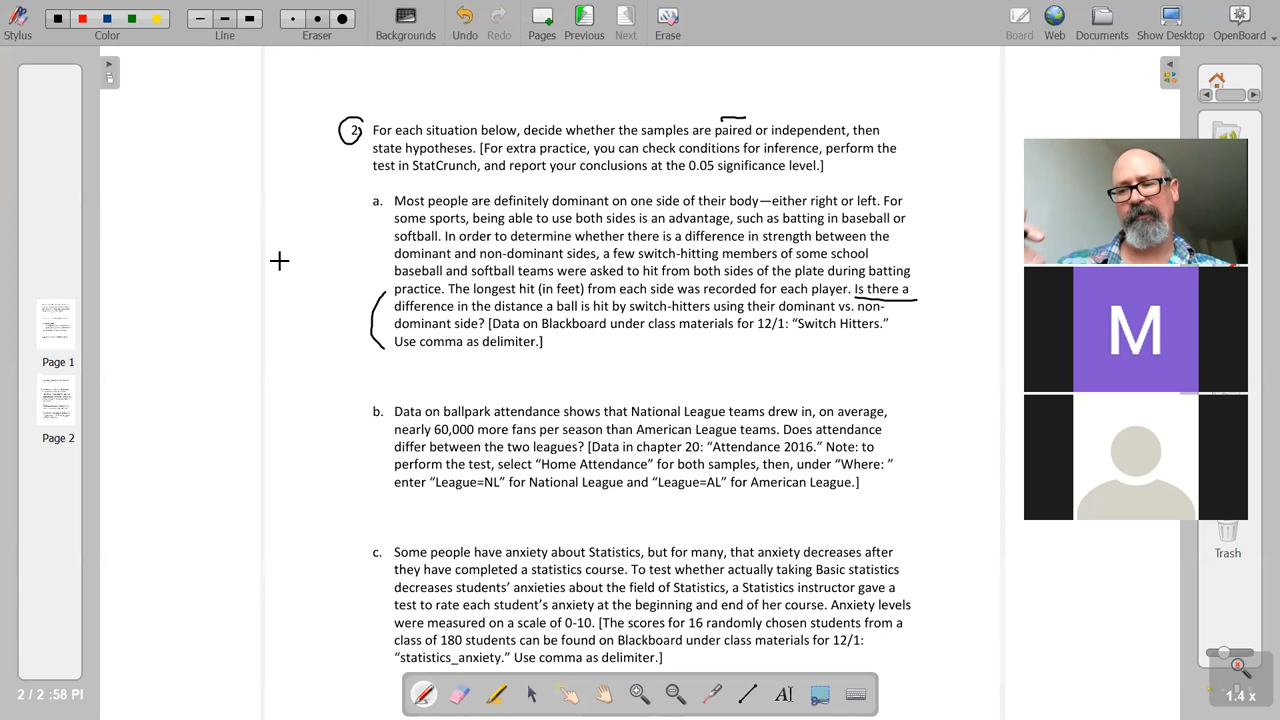 Stylus
Color
Line
Eraser
Backgrounds
Undo
Redo
Pages
Previous
Next
Erase
Board
Web
Documents
Show Desktop
OpenBoard
2. For each situation below, decide whether the samples are paired or independent, then
state hypotheses. [For extra practice, you can check conditions for inference, perform the
test in StatCrunch, and report your conclusions at the 0.05 significance level.]
a. Most people are definitely dominant on one side of their body—either right or left. For
some sports, being able to use both sides is an advantage, such as batting in baseball or
softball. In order to determine whether there is a difference in strength between the
dominant and non-dominant sides, a few switch-hitting members of some school
baseball and softball teams were asked to hit from both sides of the plate during batting
practice. The longest hit (in feet) from each side was recorded for each player. Is there a
difference in the distance a ball is hit by switch-hitters using their dominant vs. non-
dominant side? [Data on Blackboard under class materials for 12/1: “Switch Hitters.”
Use comma as delimiter.]
b. Data on ballpark attendance shows that National League teams drew in, on average,
nearly 60,000 more fans per season than American League teams. Does attendance
differ between the two leagues? [Data in chapter 20: “Attendance 2016.” Note: to
perform the test, select “Home Attendance” for both samples, then, under “Where: ”
enter “League=NL” for National League and “League=AL” for American League.]
c. Some people have anxiety about Statistics, but for many, that anxiety decreases after
they have completed a statistics course. To test whether actually taking Basic statistics
decreases students’ anxieties about the field of Statistics, a Statistics instructor gave a
test to rate each student’s anxiety at the beginning and end of her course. Anxiety levels
were measured on a scale of 0-10. [The scores for 16 randomly chosen students from a
class of 180 students can be found on Blackboard under class materials for 12/1:
“statistics_anxiety.” Use comma as delimiter.]
Page 1
Page 2
2 / 2 :58 PI
M
Trash
1.4 x